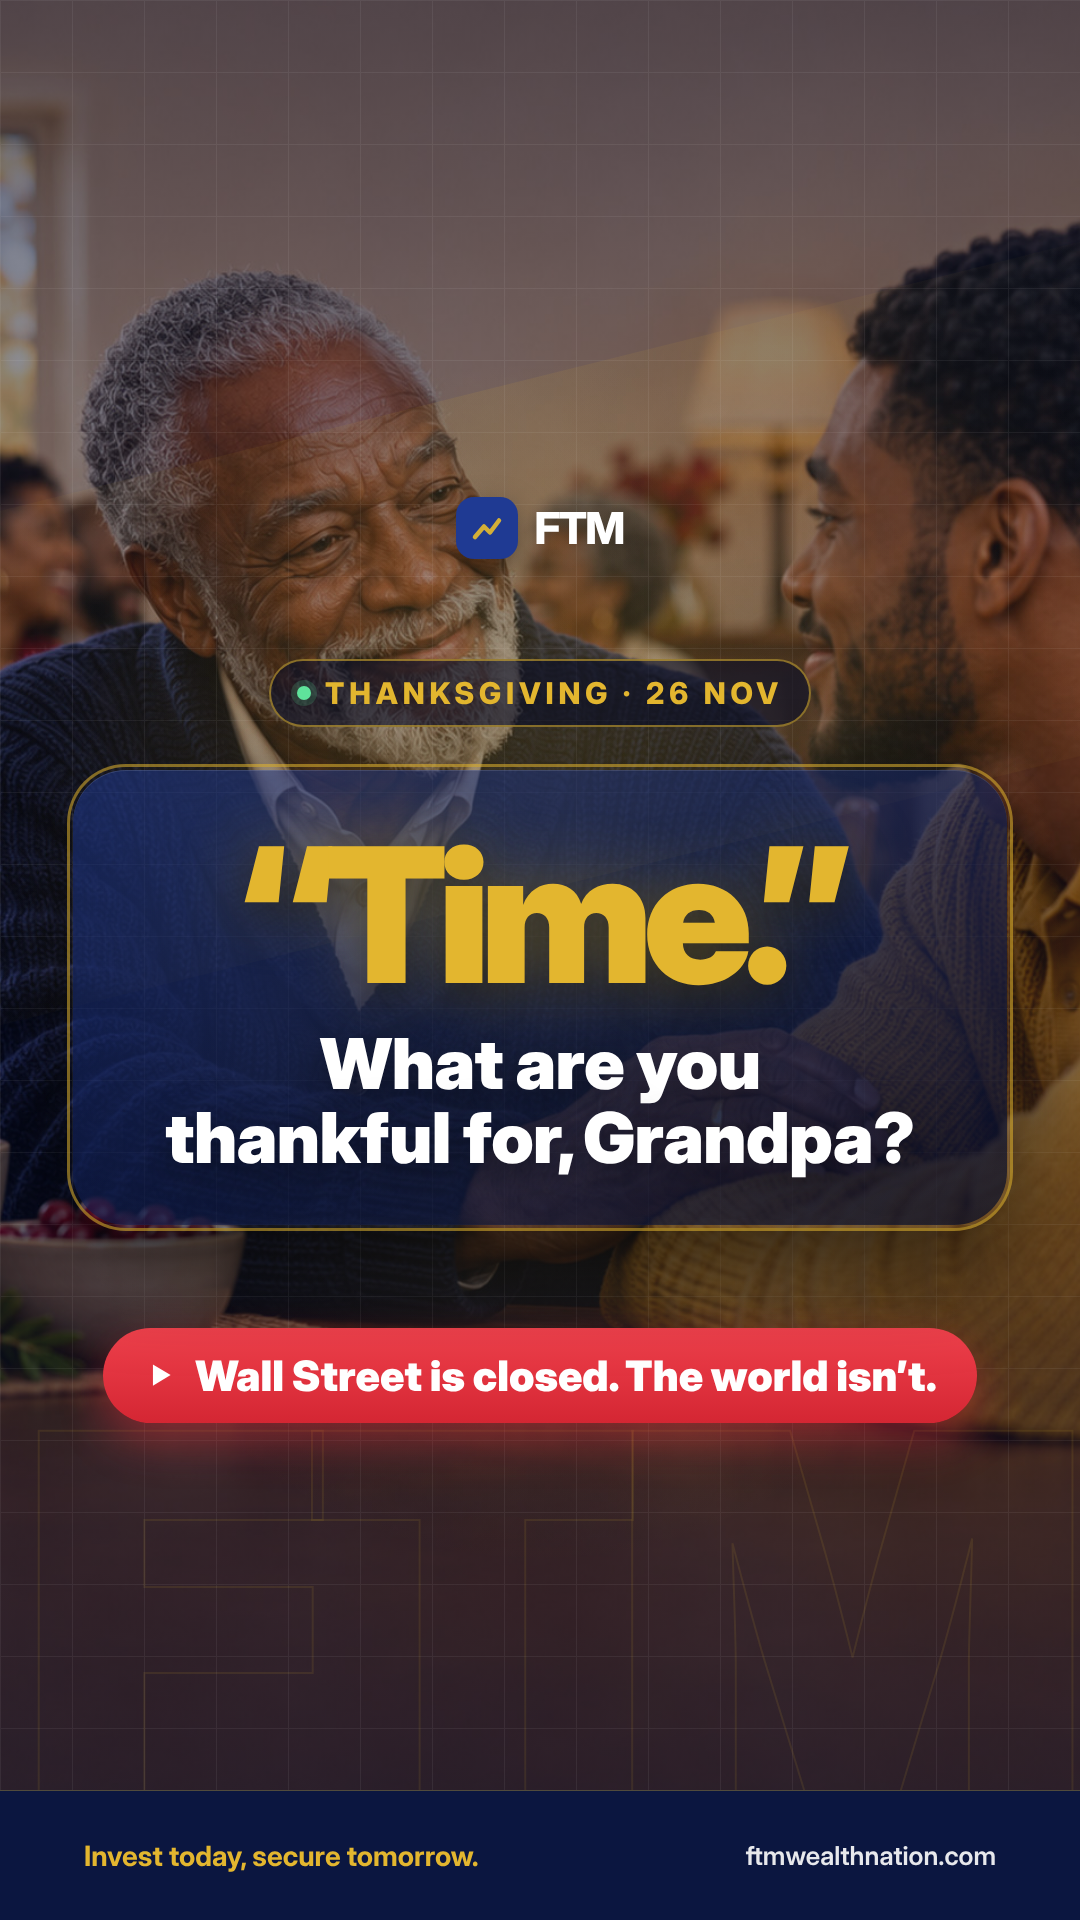 FTM
THANKSGIVING · 26 NOV
“Time.”
What are you
thankful for, Grandpa?
Wall Street is closed. The world isn’t.
FTM
Invest today, secure tomorrow.
ftmwealthnation.com